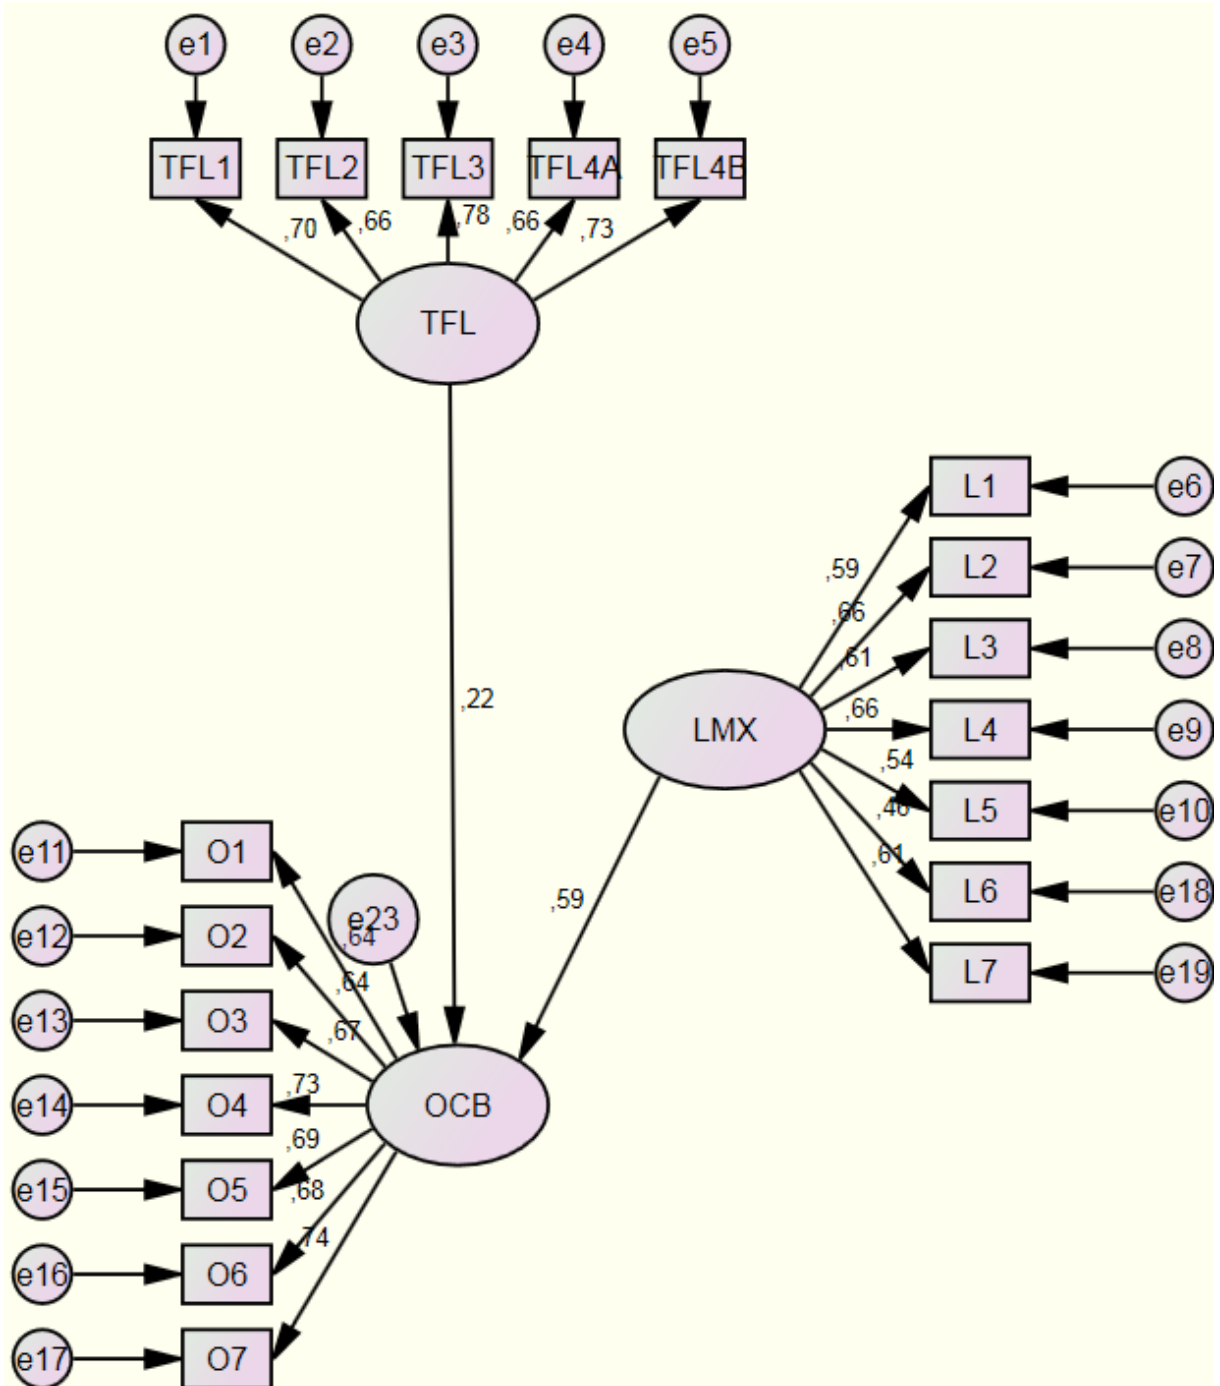 e1 e2 e3 e4 e5
TFL1 TFL2 TFL3 TFL4A TFL4B
,70 ,66 ,78 ,66 ,73
TFL
L1 e6
,59
L2 e7
,66
L3 e8
,61
,66
LMX
L4 e9
,54
,22
L5 e10
,46
,61
L6 e18
,59
L7 e19
e11 O1
e23
e12 O2
,64
,64
e13 O3
,67
e14 O4
,73
OCB
,69
e15 O5
,68
,74
e16 O6
e17 O7